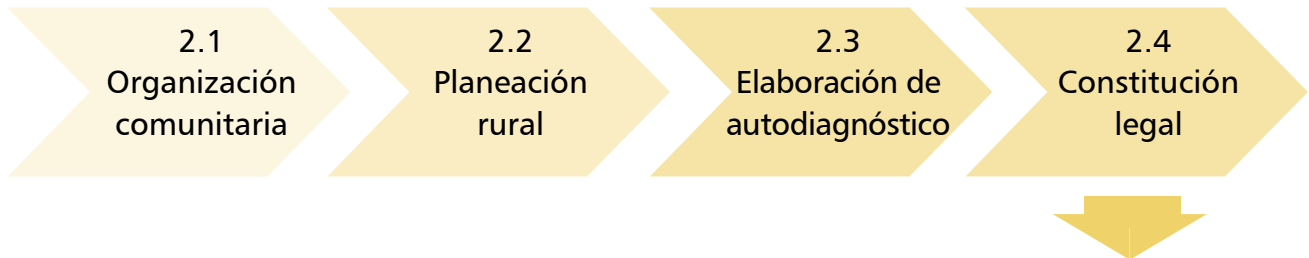 2.1
Organización
comunitaria
2.2
Planeación
rural
2.3
Elaboración de
autodiagnóstico
2.4
Constitución
legal